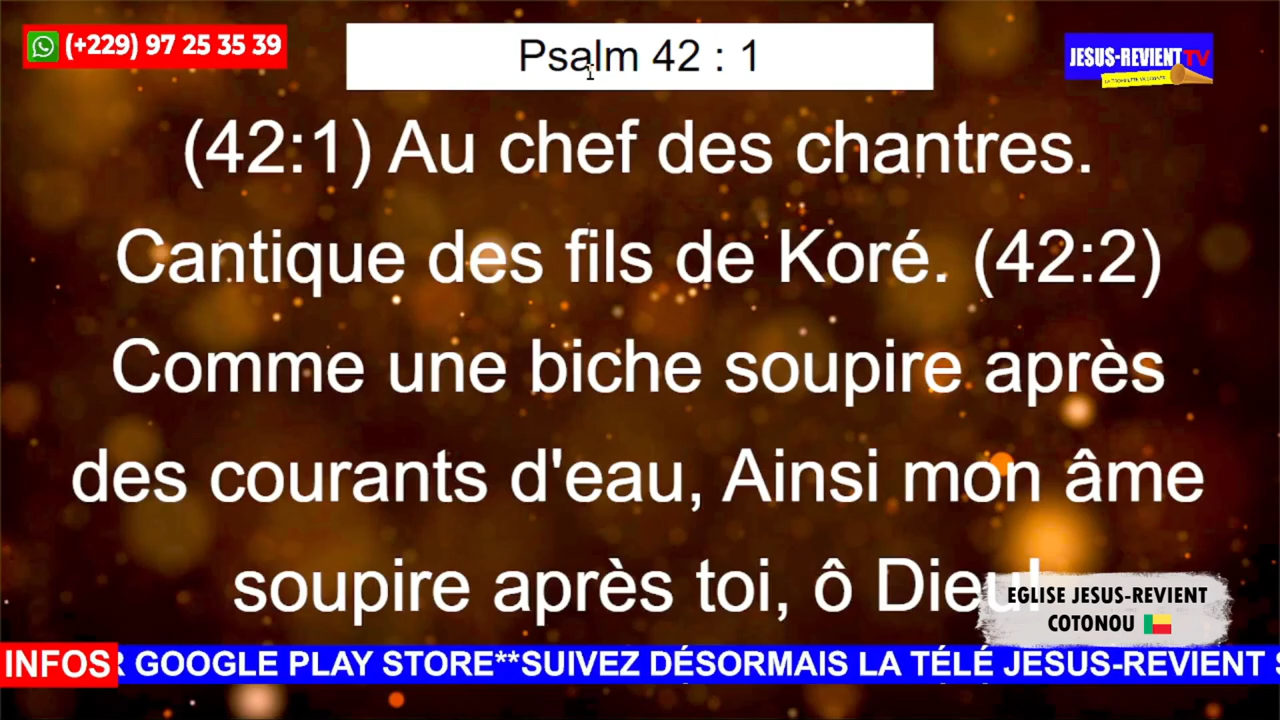 (+229) 97 25 35 39
Psalm 42 : 1
JESUS-REVIENT TV
(42:1) Au chef des chantres.
Cantique des fils de Koré. (42:2)
Comme une biche soupire après
des courants d'eau, Ainsi mon âme
soupire après toi, ô Dieu!
EGLISE JESUS-REVIENT
COTONOU
INFOS
R GOOGLE PLAY STORE**SUIVEZ DÉSORMAIS LA TÉLÉ JESUS-REVIENT S